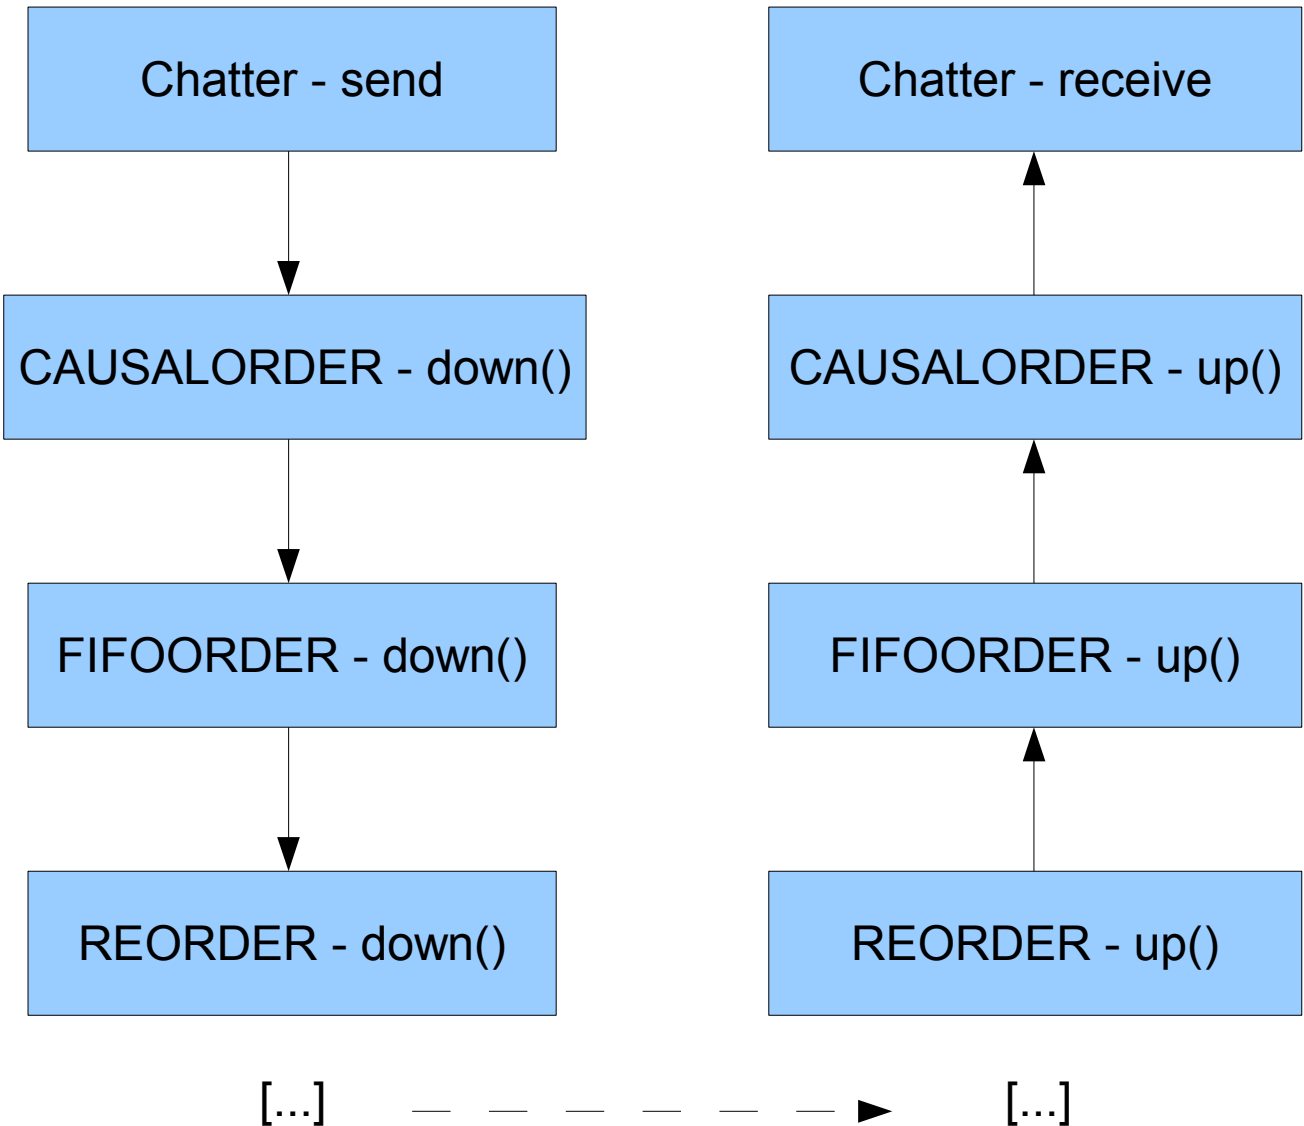 Chatter - send
Chatter - receive
CAUSALORDER - down()
CAUSALORDER - up()
FIFOORDER - down()
FIFOORDER - up()
REORDER - down()
REORDER - up()
[...]
[...]